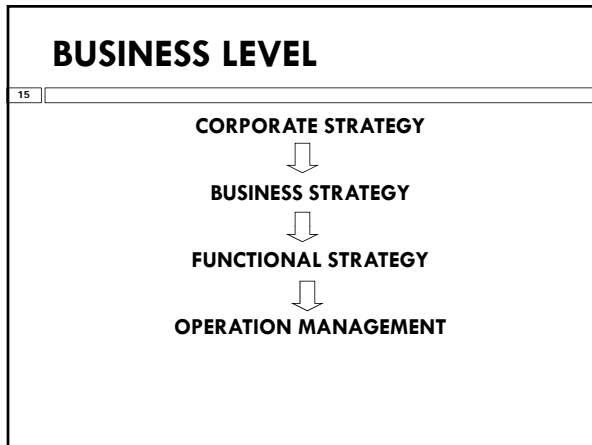 BUSINESS LEVEL
15
CORPORATE STRATEGY
BUSINESS STRATEGY
FUNCTIONAL STRATEGY
OPERATION MANAGEMENT